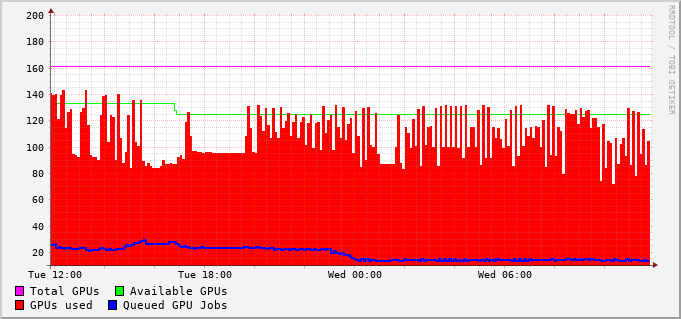 200
180
160
140
120
100
80
60
40
20
Tue 12:00 Tue 18:00 Wed 00:00 Wed 06:00
Total GPUs Available GPUs
GPUs used Queued GPU Jobs
RRDTOOL / TOBI OETIKER